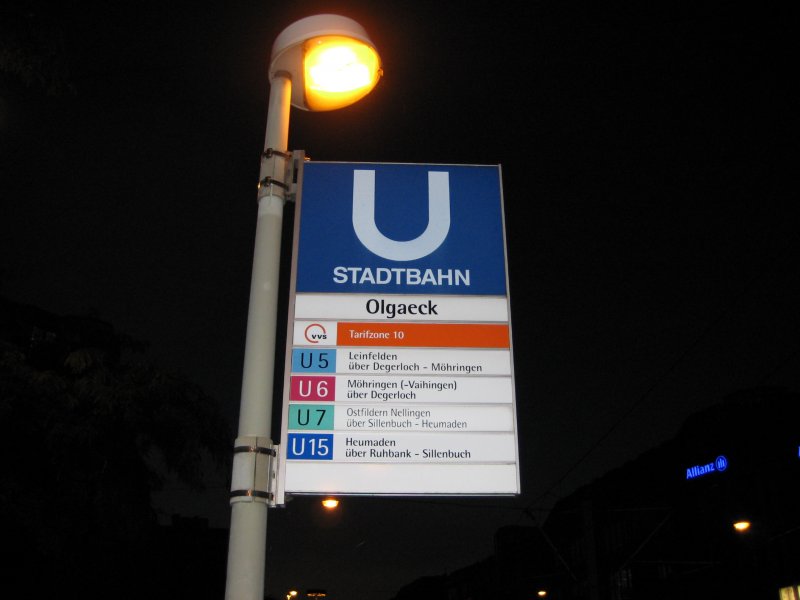 U
STADTBAHN
Olgaeck
VVS Tarifzone 10
U5 Leinfelden
über Degerloch - Möhringen
U6 Möhringen (-Vaihingen)
über Degerloch
U7 Ostfildern Nellingen
über Sillenbuch - Heumaden
U15 Heumaden
über Ruhbank - Sillenbuch
Allianz